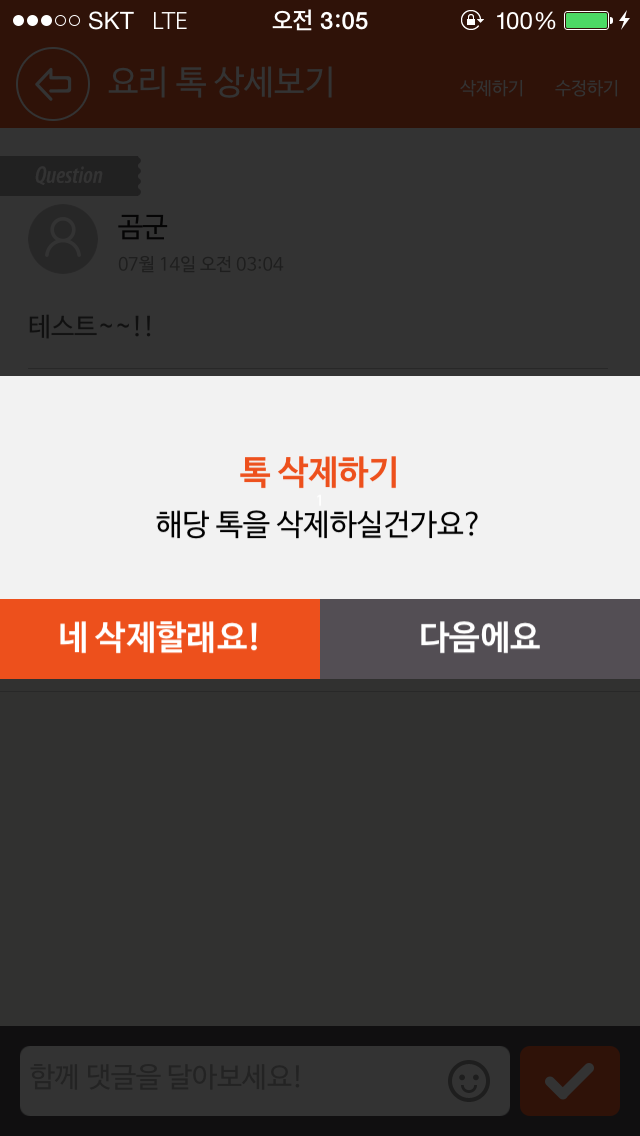 SKT LTE 오전 3:05 100%
요리 톡 상세보기 삭제하기 수정하기
Question
곰군
07월 14일 오전 03:04
테스트~~!!
톡 삭제하기
1
해당 톡을 삭제하실건가요?
네 삭제할래요! 다음에요
함께 댓글을 달아보세요!